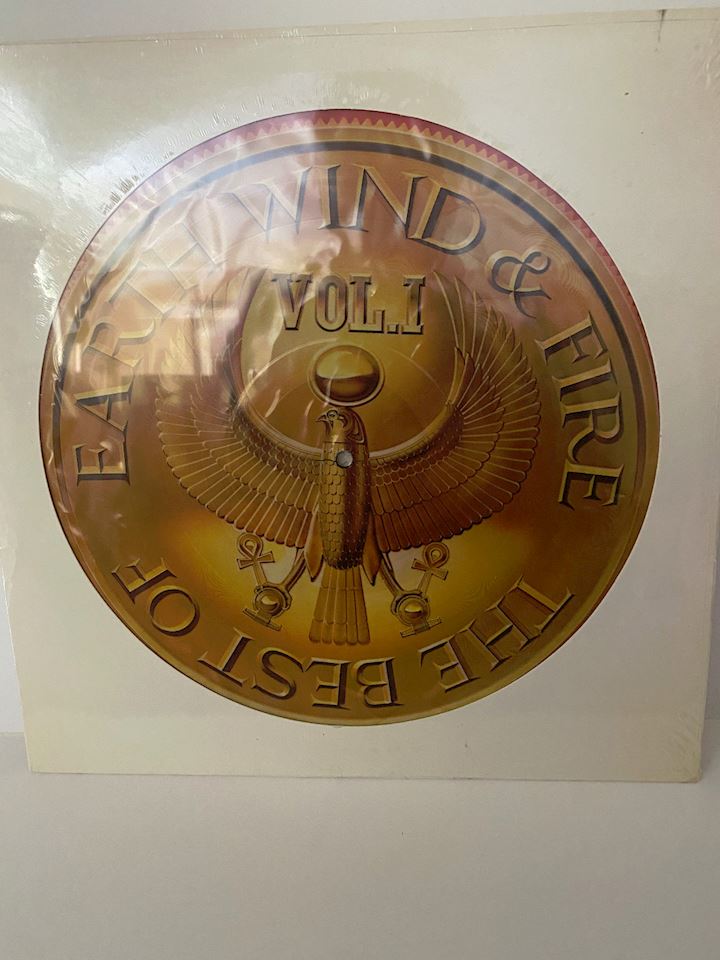 EARTH WIND & FIRE
VOL.I
THE BEST OF